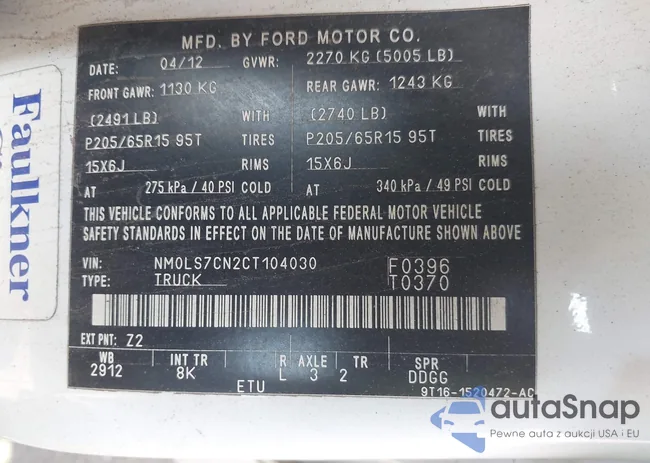 MFD. BY FORD MOTOR CO.
DATE: 04/12 GVWR: 2270 KG (5005 LB)
FRONT GAWR: 1130 KG REAR GAWR: 1243 KG
(2491 LB) WITH (2740 LB) WITH
P205/65R15 95T TIRES P205/65R15 95T TIRES
15X6J RIMS 15X6J RIMS
AT 275 kPa / 40 PSI COLD AT 340 kPa / 49 PSI COLD
THIS VEHICLE CONFORMS TO ALL APPLICABLE FEDERAL MOTOR VEHICLE
SAFETY STANDARDS IN EFFECT ON THE DATE OF MANUFACTURE SHOWN ABOVE
VIN: NM0LS7CN2CT104030 F0396
TYPE: TRUCK T0370
EXT PNT: Z2
WB INT TR R AXLE TR SPR
2912 8K L 3 2 DDGG
ETU 9T16-1520472-AC
Faulkner
autoSnap
Pewne auta z aukcji USA i EU